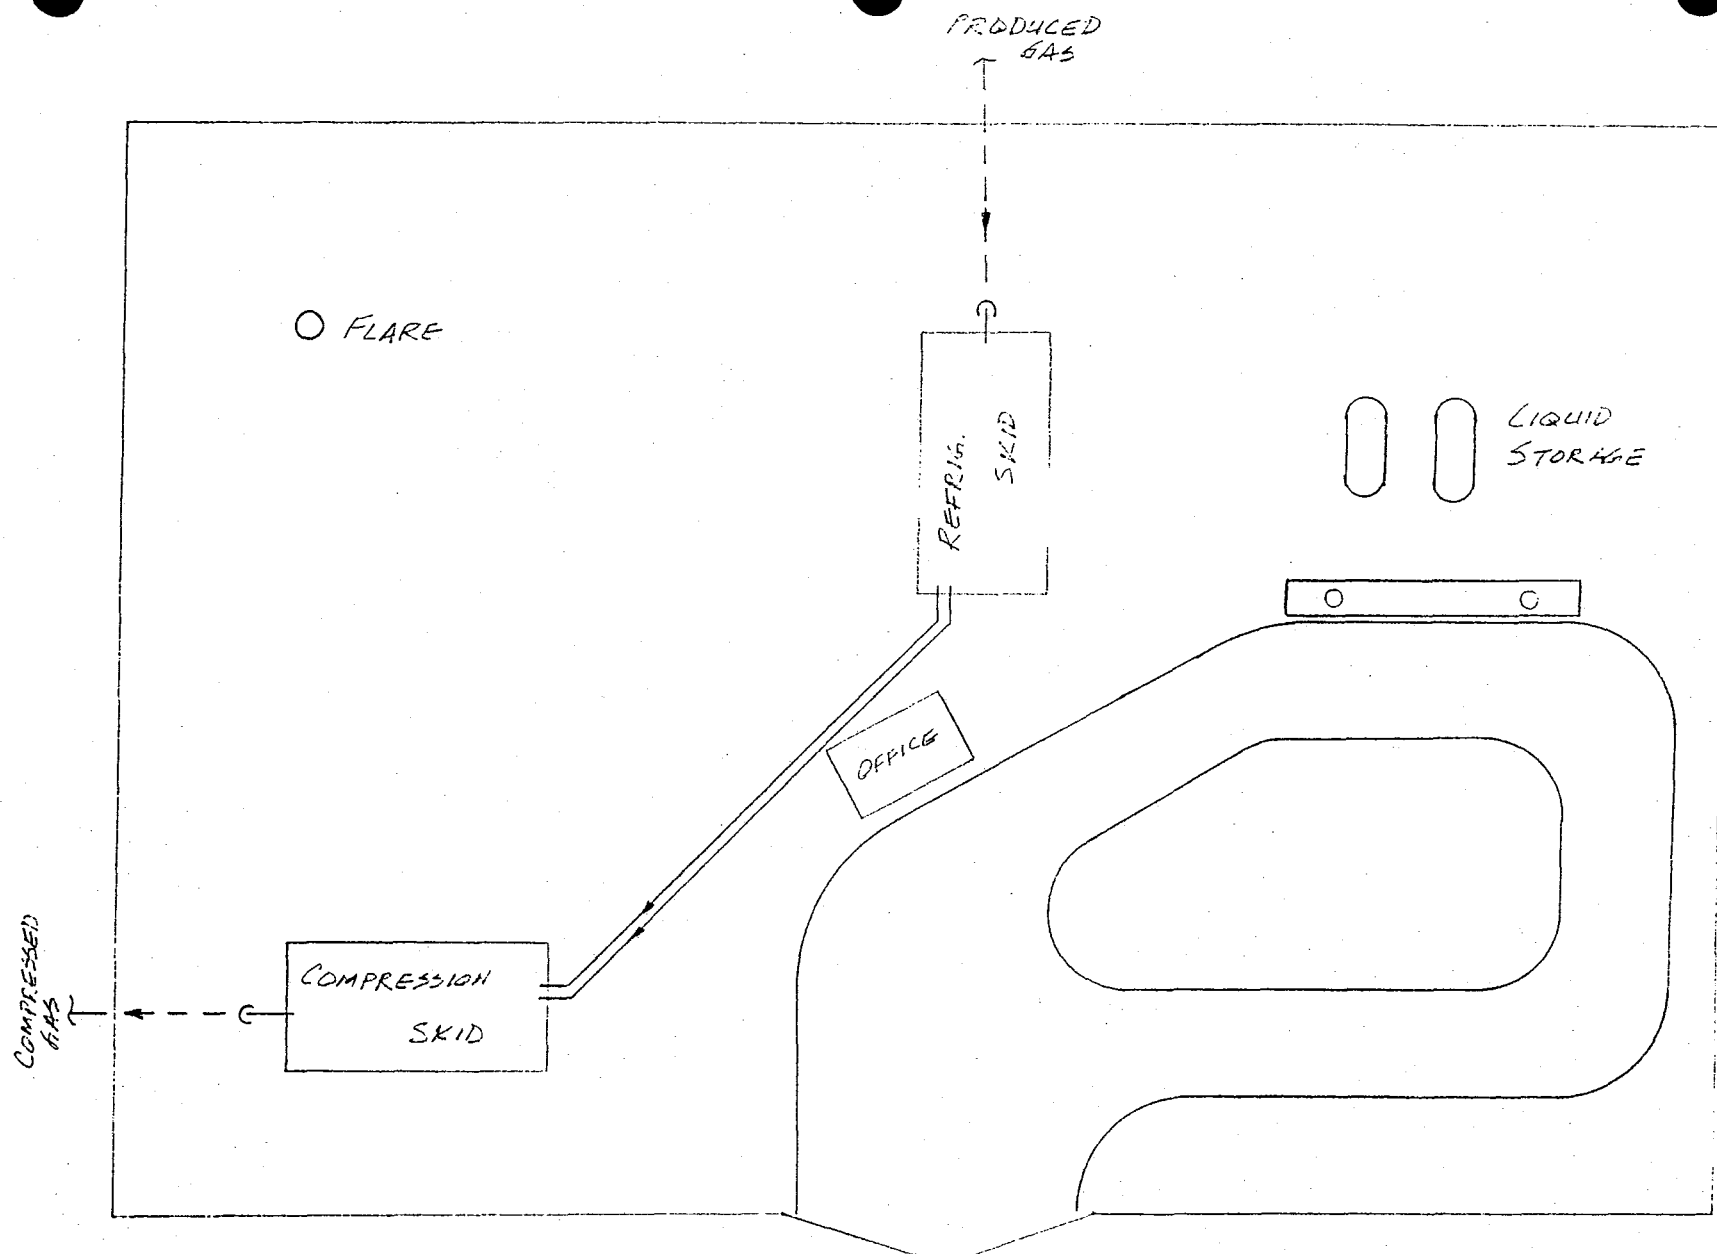 PRODUCED
GAS
FLARE
REFRIG.
SKID
LIQUID
STORAGE
OFFICE
COMPRESSION
SKID
COMPRESSED
GAS